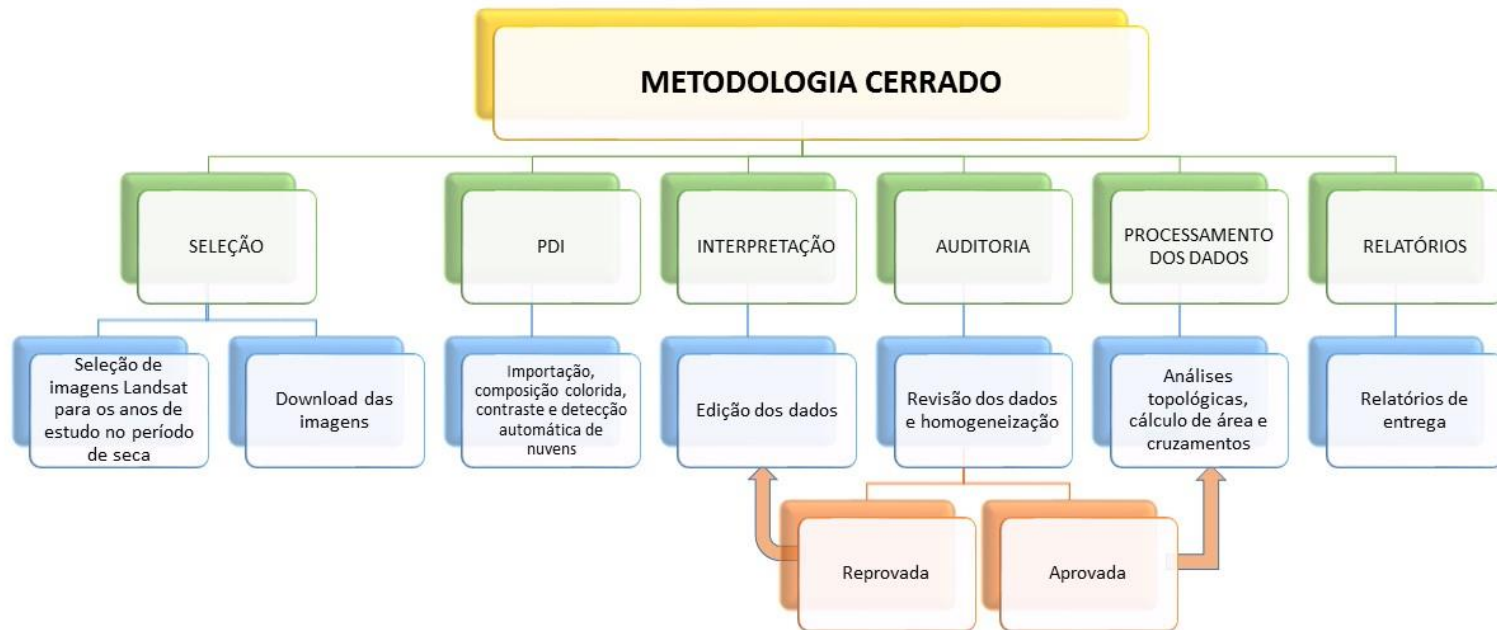 METODOLOGIA CERRADO
SELEÇÃO
PDI
INTERPRETAÇÃO
AUDITORIA
PROCESSAMENTO
DOS DADOS
RELATÓRIOS
Seleção de
imagens Landsat
para os anos de
estudo no período
de seca
Download das
imagens
Importação,
composição colorida,
contraste e detecção
automática de
nuvens
Edição dos dados
Revisão dos dados
e homogeneização
Análises
topológicas,
cálculo de área e
cruzamentos
Relatórios de
entrega
Reprovada
Aprovada